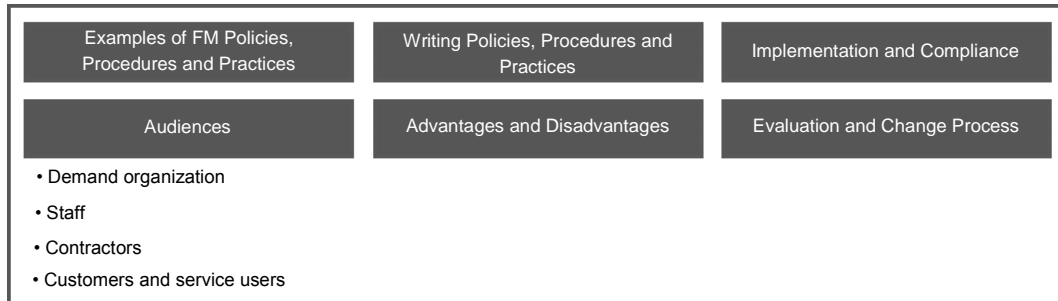 Examples of FM Policies,
Procedures and Practices
Writing Policies, Procedures and
Practices
Implementation and Compliance
Audiences
Advantages and Disadvantages
Evaluation and Change Process
• Demand organization
• Staff
• Contractors
• Customers and service users